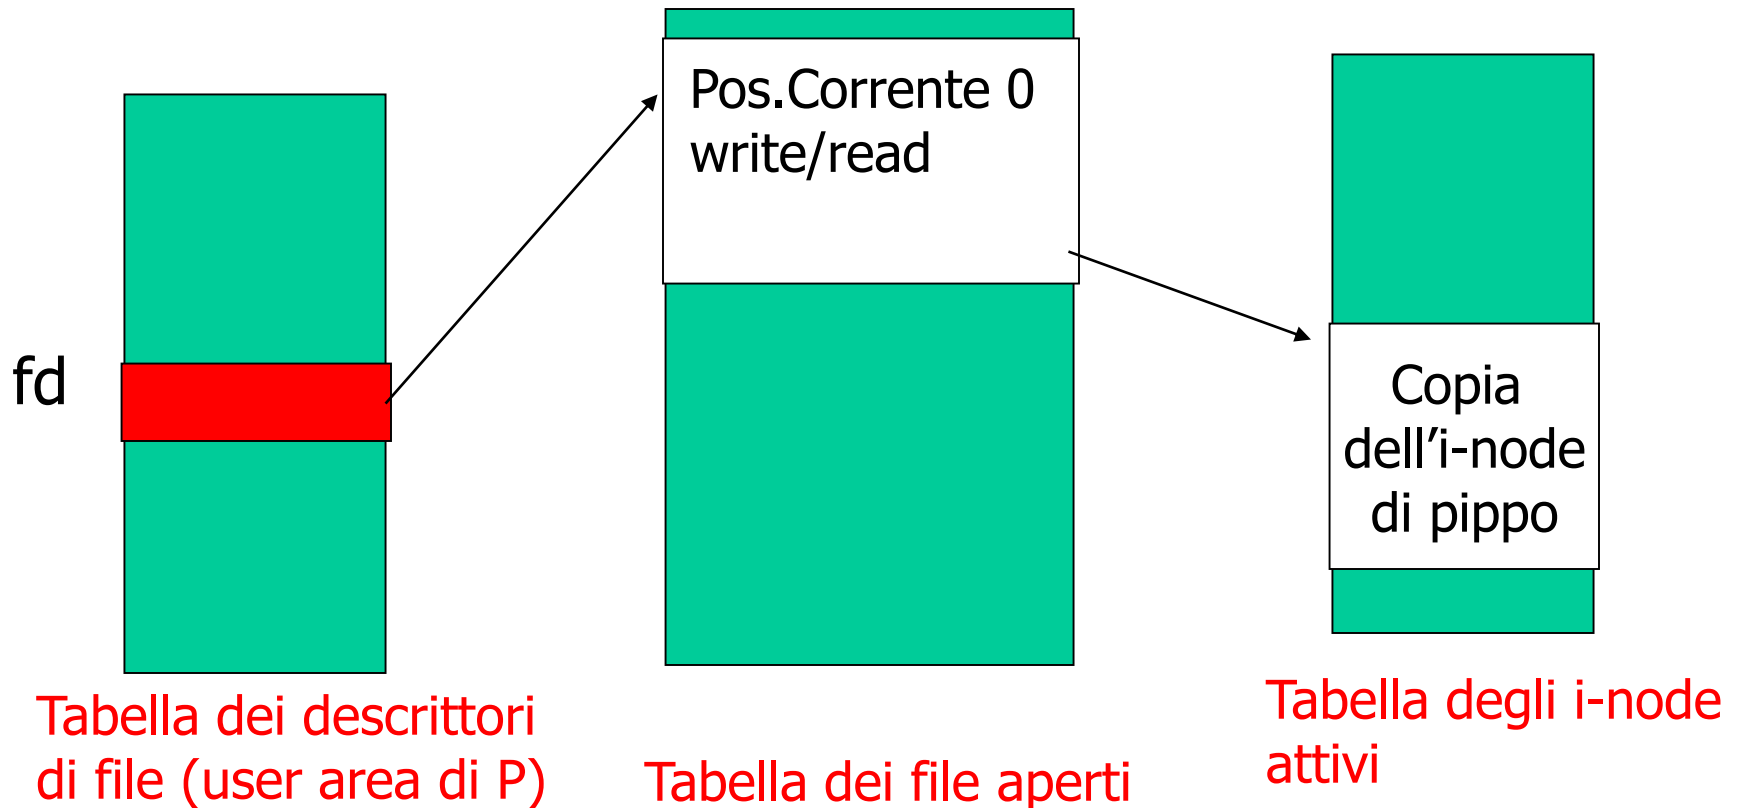 fd
Tabella dei descrittori
di file (user area di P)
Pos.Corrente 0
write/read
Tabella dei file aperti
Copia
dell’i-node
di pippo
Tabella degli i-node
attivi